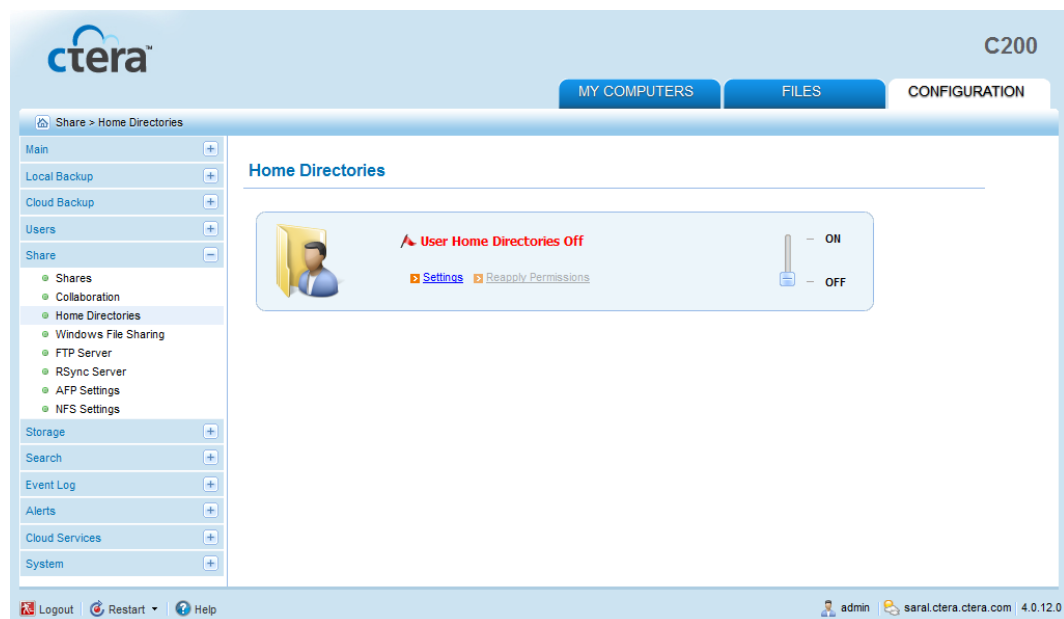 ctera™
C200
MY COMPUTERS FILES CONFIGURATION
Share > Home Directories
Main
Local Backup
Cloud Backup
Users
Share
Shares
Collaboration
Home Directories
Windows File Sharing
FTP Server
RSync Server
AFP Settings
NFS Settings
Storage
Search
Event Log
Alerts
Cloud Services
System
Home Directories
User Home Directories Off
Settings Reapply Permissions
ON
OFF
Logout Restart Help
admin saral.ctera.ctera.com 4.0.12.0